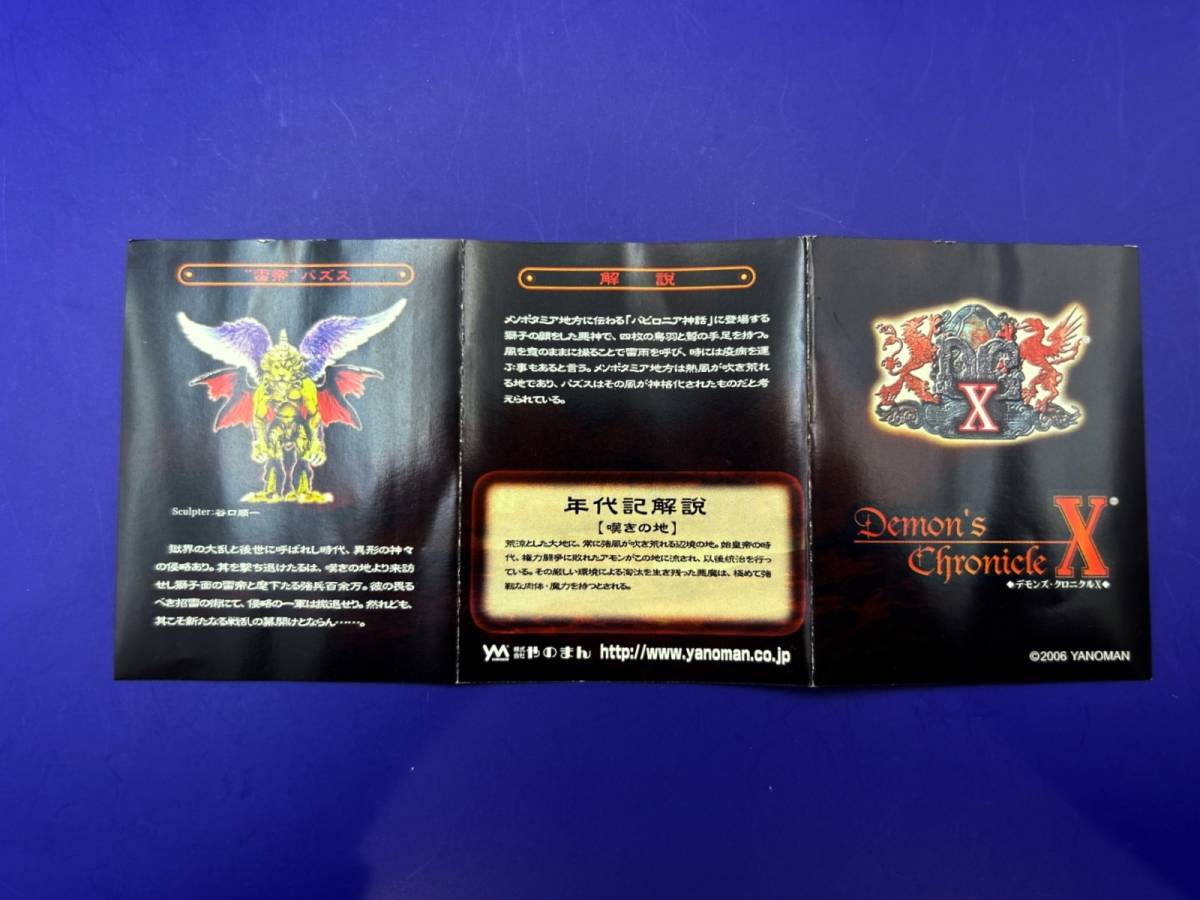 “雷帝”パズス
Sculpter:谷口順一
獄界の大乱と後世に呼ばれし時代、異形の神々
の侵略あり。其を撃ち退けたるは、嘆きの地より来訪
せし獅子面の雷帝と麾下たる強兵百余万。彼の畏る
べき招雷の術にて、侵略の一軍は撤退せり。然れども、
其こそ新たなる戦乱の幕開けとならん……。
解説
メソポタミア地方に伝わる「バビロニア神話」に登場する
獅子の顔をした悪神で、四枚の鳥羽と鷲の手足を持つ。
風を意のままに操ることで雷雨を呼び、時には疫病を運
ぶ事もあると言う。メソポタミア地方は熱風が吹き荒れ
る地であり、パズスはその風が神格化されたものだと考
えられている。
年代記解説
【嘆きの地】
荒涼とした大地に、常に強風が吹き荒れる辺境の地。始皇帝の時
代、権力闘争に敗れたアモンがこの地に流され、以後統治を行っ
ている。その厳しい環境による淘汰を生き残った悪魔は、極めて強
靭な肉体・魔力を持つとされる。
YM 株式会社 やのまん http://www.yanoman.co.jp
X
Demon's
Chronicle X
◆デモンズ・クロニクルX◆
©2006 YANOMAN